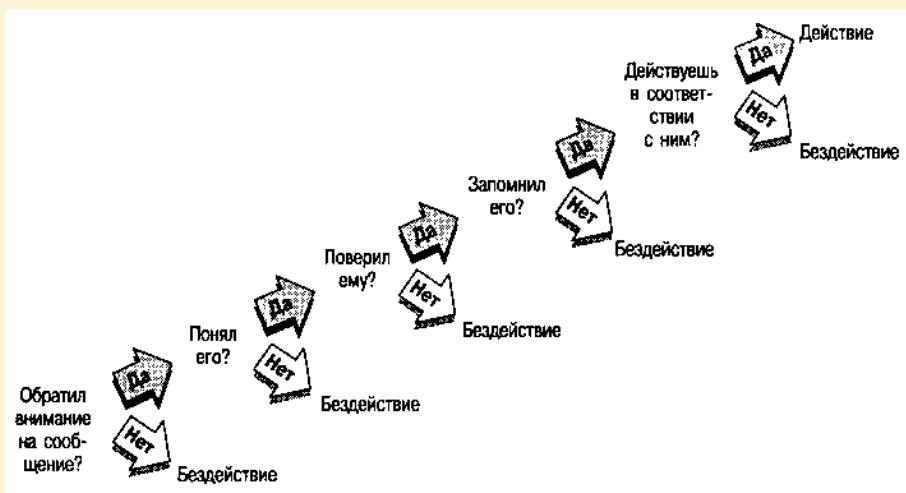 Обратил
внимание
на сооб-
щение?
Да
Нет
Бездействие
Понял
его?
Да
Нет
Бездействие
Поверил
ему?
Да
Нет
Бездействие
Запомнил
его?
Да
Нет
Бездействие
Действуешь
в соответ-
ствии
с ним?
Да
Действие
Нет
Бездействие